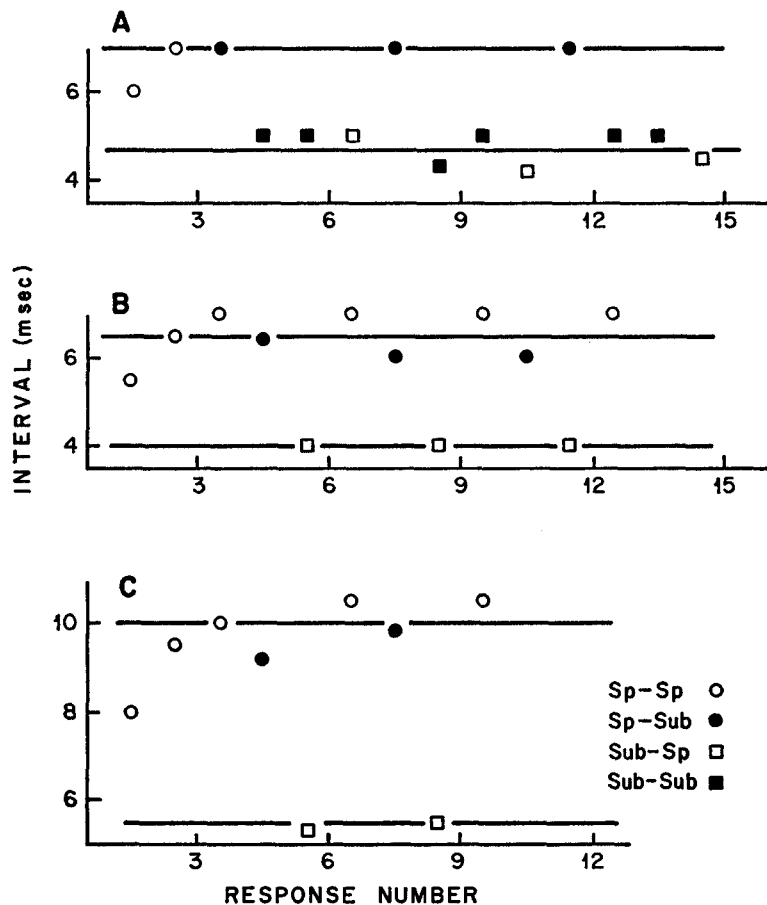 A
6
4
3 6 9 12 15
B
6
4
3 6 9 12 15
INTERVAL (msec)
C
10
8
6
3 6 9 12
Sp-Sp
Sp-Sub
Sub-Sp
Sub-Sub
RESPONSE NUMBER